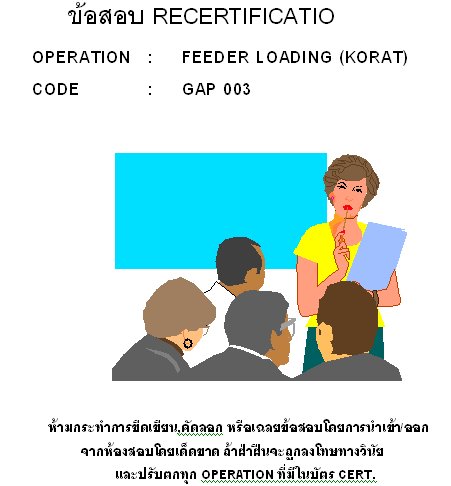 ข้อสอบ RECERTIFICATIO
OPERATION : FEEDER LOADING (KORAT)
CODE : GAP 003
ห้ามกระทำการขีดเขียน,คัดลอก หรือเฉลยข้อสอบโดยการนำเข้า/ออก
จากห้องสอบโดยเด็ดขาด ถ้าฝ่าฝืนจะถูกลงโทษทางวินัย
และปรับตกทุก OPERATION ที่มีในบัตร CERT.